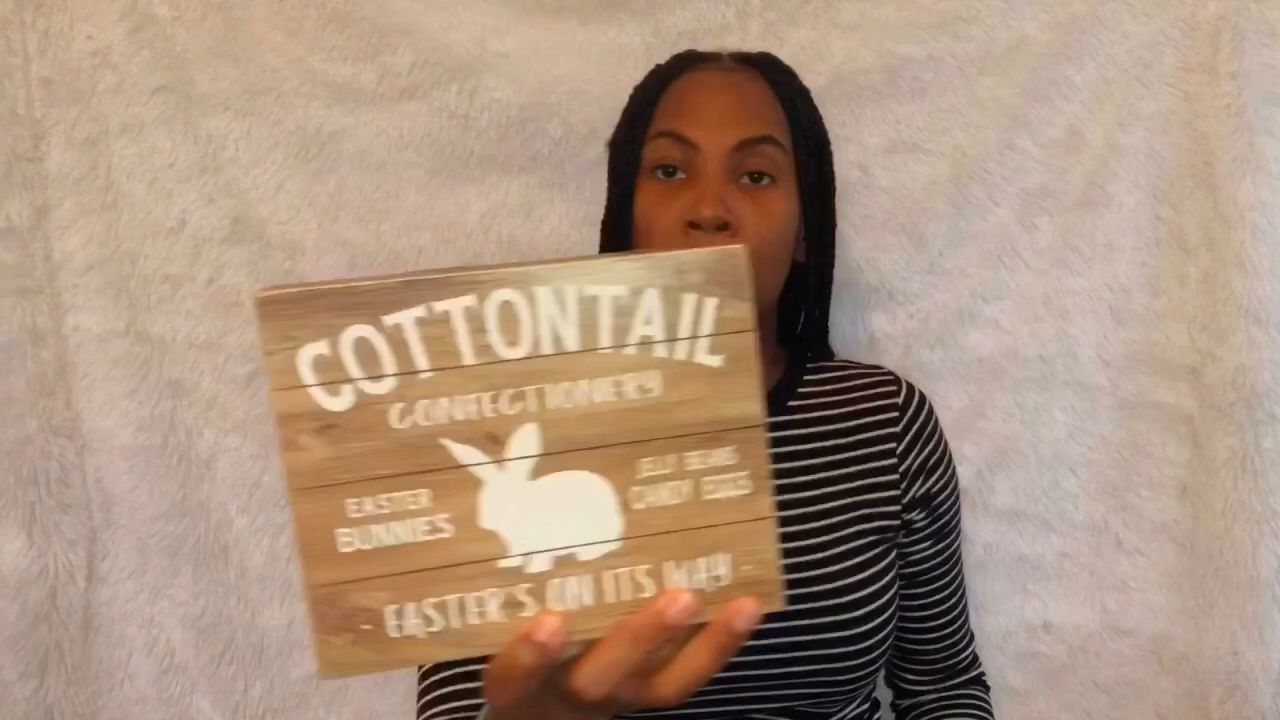 COTTONTAIL
CONFECTIONERY
EASTER
BUNNIES
JELLY BEANS
CANDY EGGS
- EASTER'S ON ITS WAY -